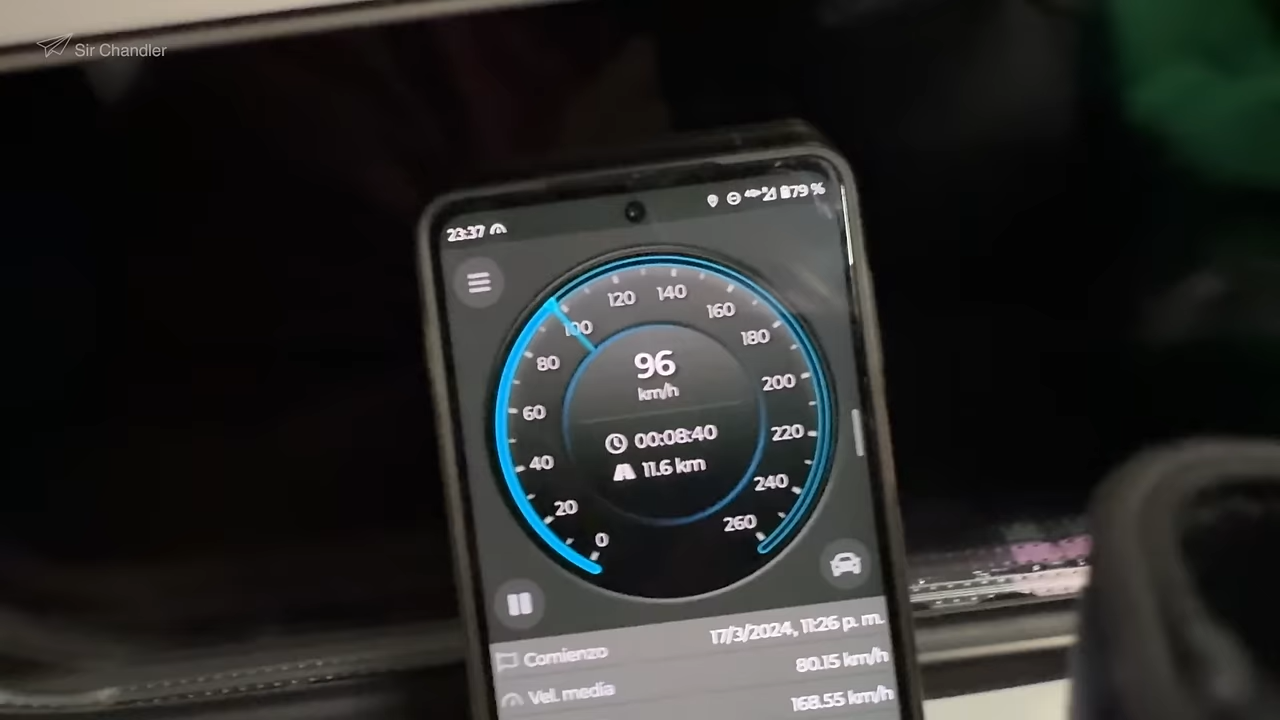 Sir Chandler
23:37
79 %
120 140
100 160
80 180
60 200
40 220
20 240
0 260
96
km/h
00:08:40
11.6 km
Comienzo 17/3/2024, 11:26 p. m.
Vel. media 80.15 km/h
168.55 km/h